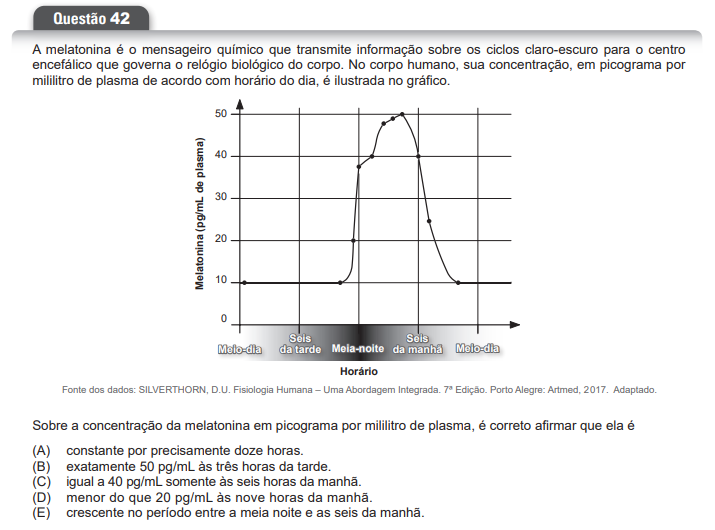 Questão 42
A melatonina é o mensageiro químico que transmite informação sobre os ciclos claro-escuro para o centro
encefálico que governa o relógio biológico do corpo. No corpo humano, sua concentração, em picograma por
mililitro de plasma de acordo com horário do dia, é ilustrada no gráfico.
Melatonina (pg/mL de plasma)
50
40
30
20
10
0
Meio-dia
Seis
da tarde
Meia-noite
Seis
da manhã
Meio-dia
Horário
Fonte dos dados: SILVERTHORN, D.U. Fisiologia Humana – Uma Abordagem Integrada. 7ª Edição. Porto Alegre: Artmed, 2017. Adaptado.
Sobre a concentração da melatonina em picograma por mililitro de plasma, é correto afirmar que ela é
(A) constante por precisamente doze horas.
(B) exatamente 50 pg/mL às três horas da tarde.
(C) igual a 40 pg/mL somente às seis horas da manhã.
(D) menor do que 20 pg/mL às nove horas da manhã.
(E) crescente no período entre a meia noite e as seis da manhã.